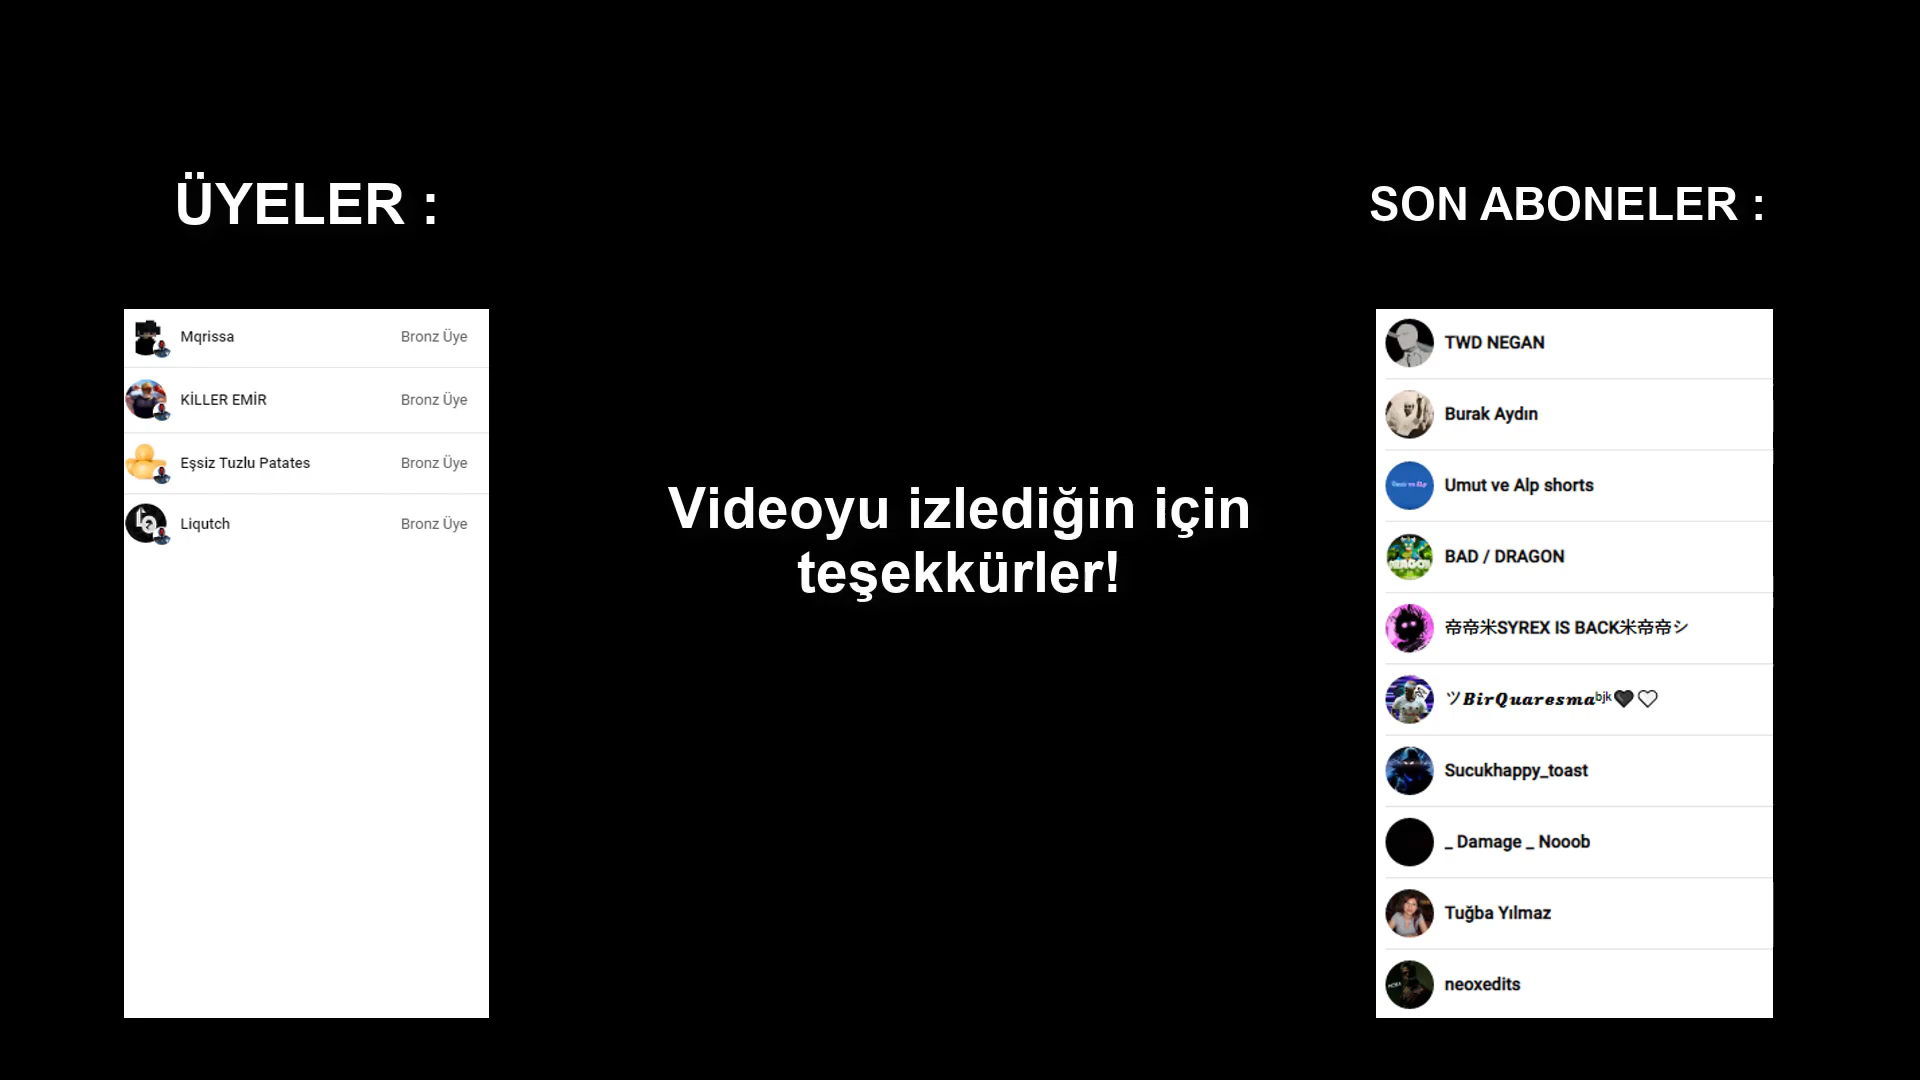 ÜYELER :
Mqrissa Bronz Üye
KİLLER EMİR Bronz Üye
Eşsiz Tuzlu Patates Bronz Üye
Liqutch Bronz Üye
Videoyu izlediğin için
teşekkürler!
SON ABONELER :
TWD NEGAN
Burak Aydın
Umut ve Alp shorts
BAD / DRAGON
帝帝米SYREX IS BACK米帝帝シ
ツ𝑩𝒊𝒓𝑸𝒖𝒂𝒓𝒆𝒔𝒎𝒂ᵇʲᵏ🖤🤍
Sucukhappy_toast
_ Damage _ Nooob
Tuğba Yılmaz
neoxedits